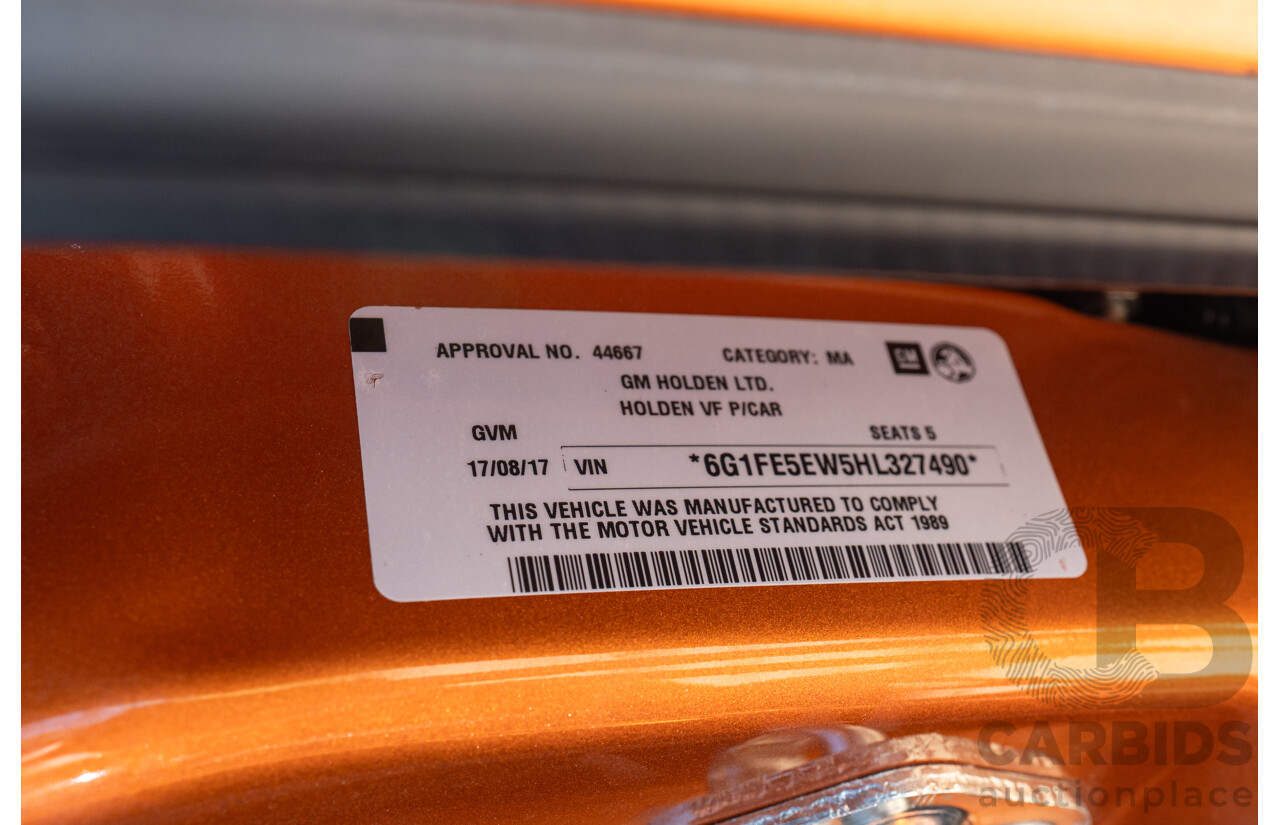 APPROVAL NO. 44667 CATEGORY: MA GM
GM HOLDEN LTD.
HOLDEN VF P/CAR
GVM SEATS 5
17/08/17 VIN *6G1FE5EW5HL327490*
THIS VEHICLE WAS MANUFACTURED TO COMPLY
WITH THE MOTOR VEHICLE STANDARDS ACT 1989
CB
CARBIDS
auctionplace